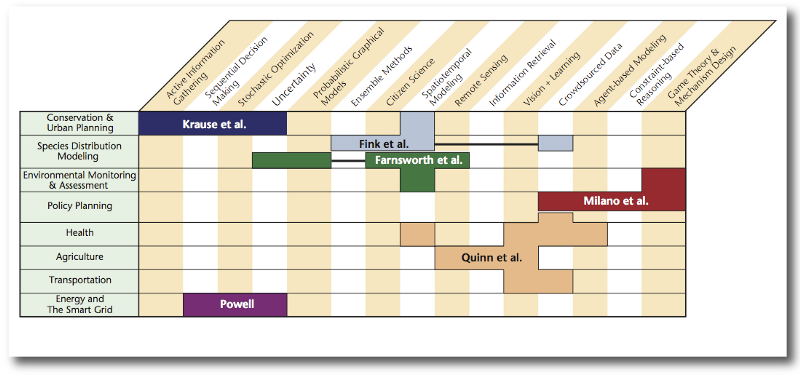 Active Information
Gathering
Sequential Decision
Making
Stochastic Optimization
Uncertainty
Probabilistic Graphical
Models
Ensemble Methods
Citizen Science
Spatiotemporal
Modeling
Remote Sensing
Information Retrieval
Vision + Learning
Crowdsourced Data
Agent-based Modeling
Constraint-based
Reasoning
Game Theory &
Mechanism Design
Conservation &
Urban Planning
Krause et al.
Species Distribution
Modeling
Fink et al.
Farnsworth et al.
Environmental Monitoring
& Assessment
Policy Planning
Milano et al.
Health
Agriculture
Quinn et al.
Transportation
Energy and
The Smart Grid
Powell